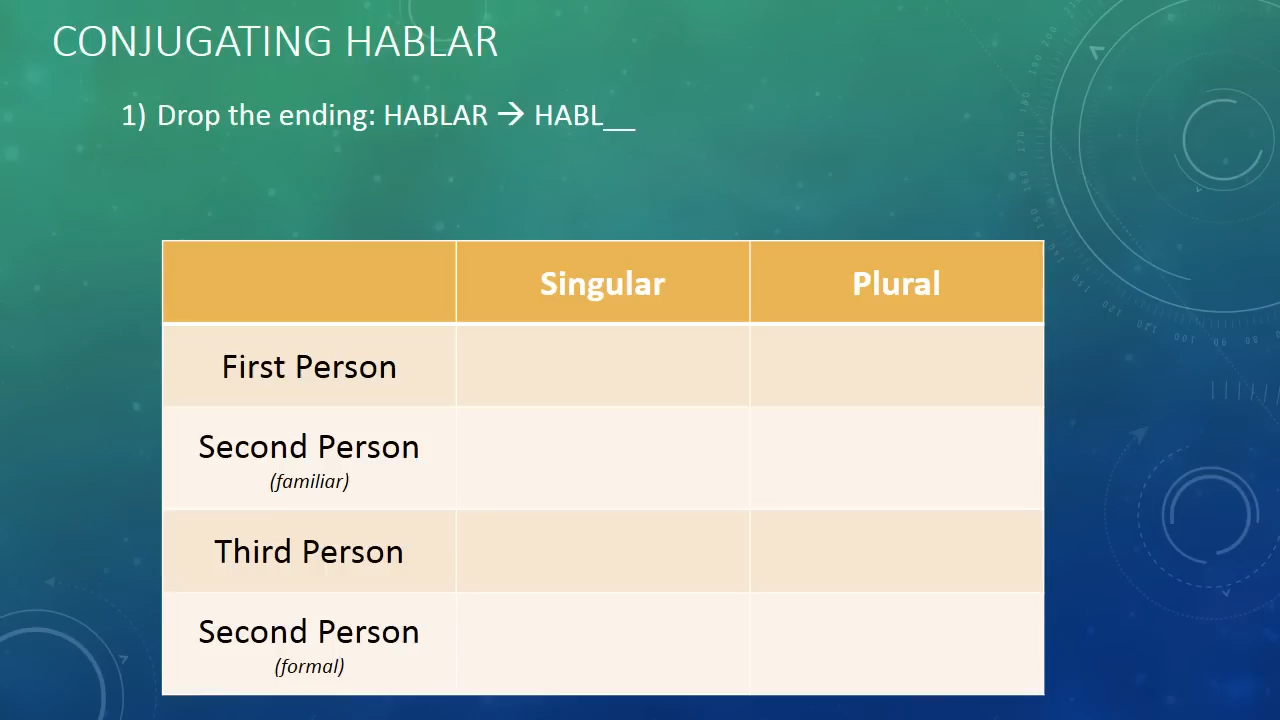 CONJUGATING HABLAR
1) Drop the ending: HABLAR → HABL__
Singular Plural
First Person
Second Person
(familiar)
Third Person
Second Person
(formal)